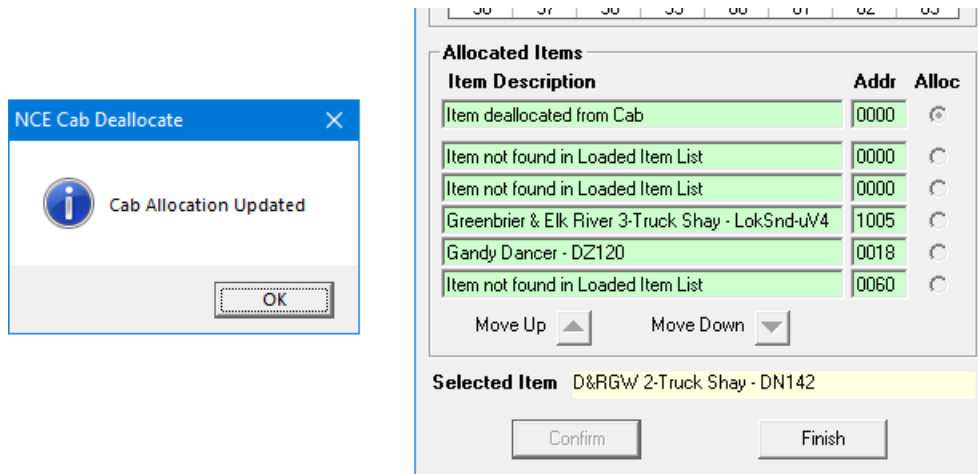 NCE Cab Deallocate
Cab Allocation Updated
OK
Allocated Items
Item Description Addr Alloc
Item deallocated from Cab 0000
Item not found in Loaded Item List 0000
Item not found in Loaded Item List 0000
Greenbrier & Elk River 3-Truck Shay - LokSnd-uV4 1005
Gandy Dancer - DZ120 0018
Item not found in Loaded Item List 0060
Move Up Move Down
Selected Item D&RGW 2-Truck Shay - DN142
Confirm Finish